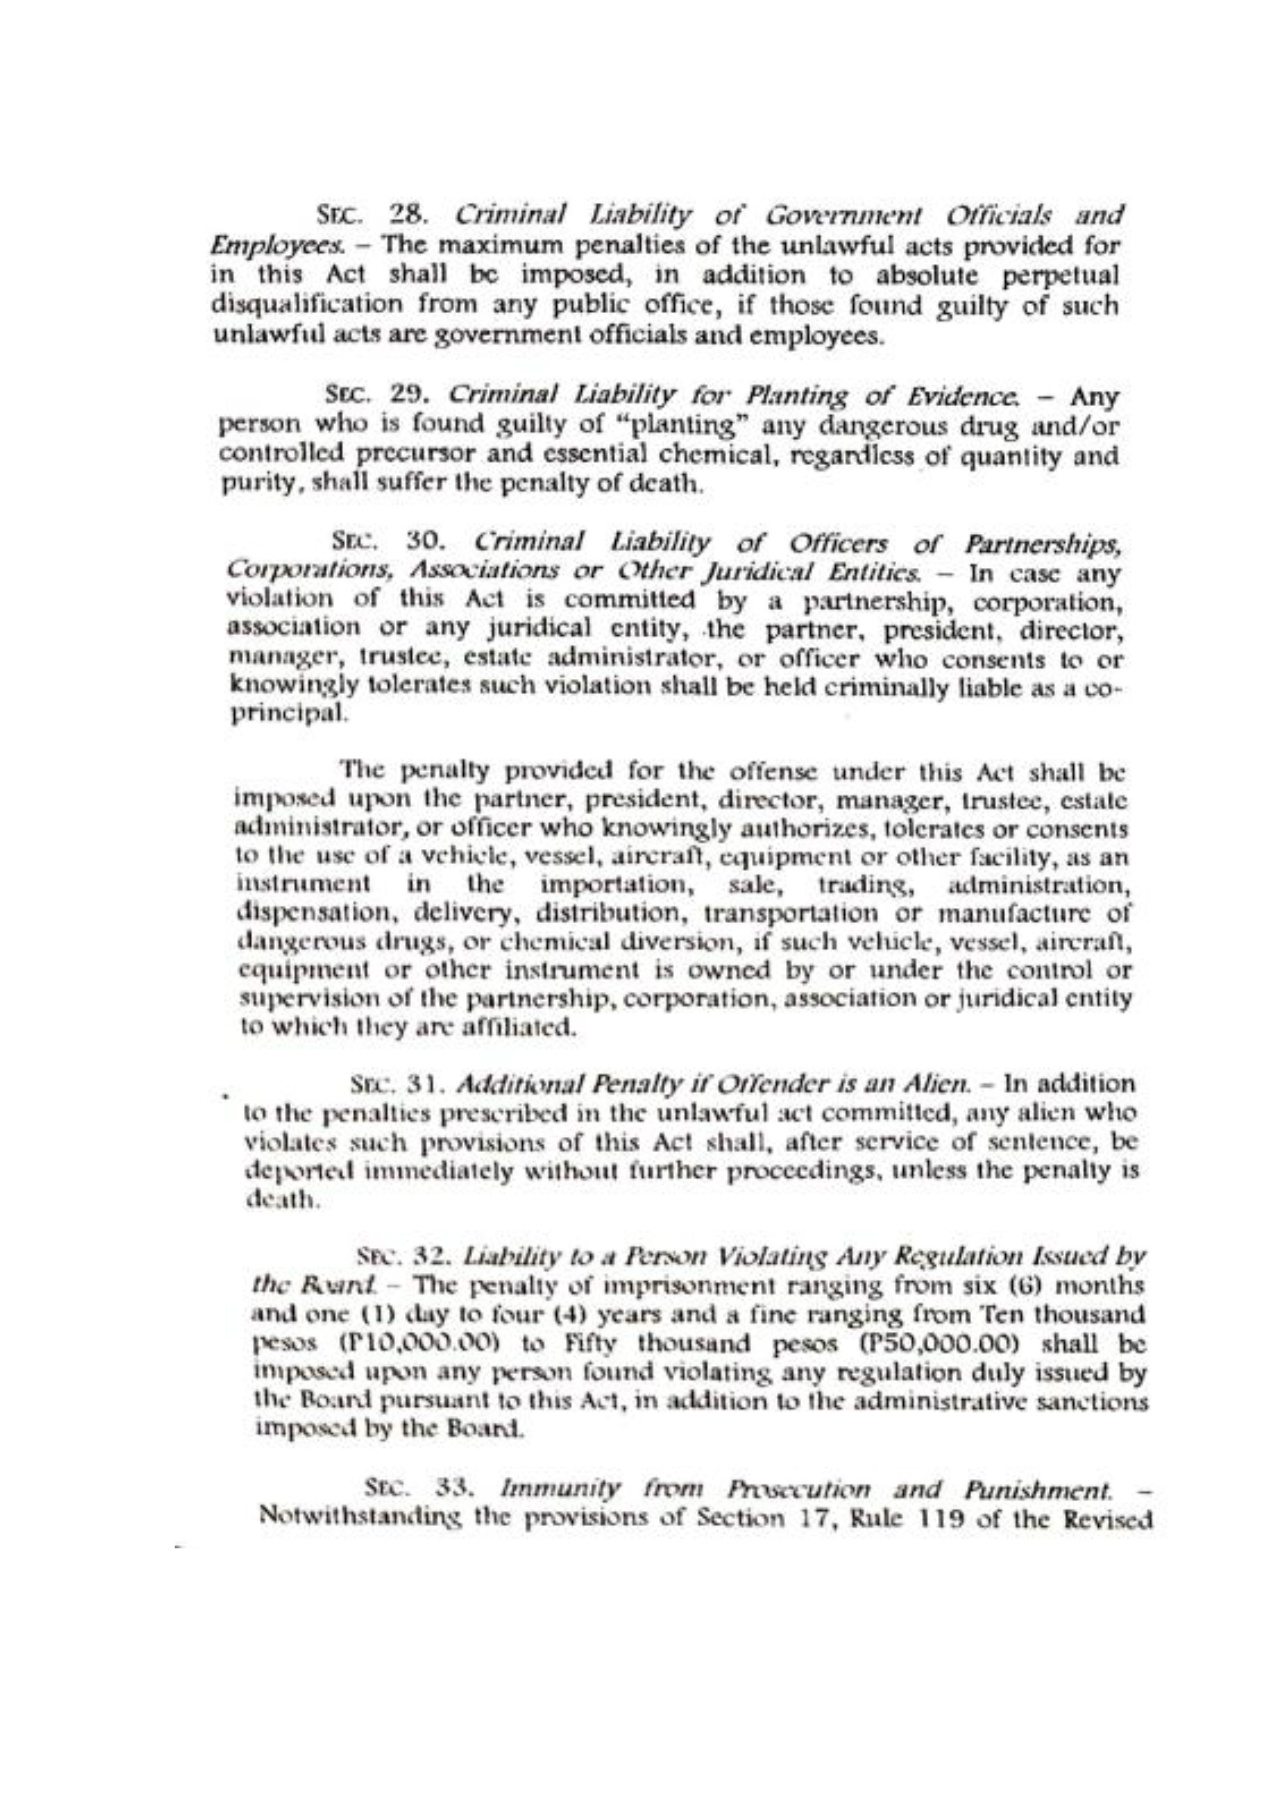 SEC. 28. Criminal Liability of Government Officials and
Employees. – The maximum penalties of the unlawful acts provided for
in this Act shall be imposed, in addition to absolute perpetual
disqualification from any public office, if those found guilty of such
unlawful acts are government officials and employees.
SEC. 29. Criminal Liability for Planting of Evidence. – Any
person who is found guilty of “planting” any dangerous drug and/or
controlled precursor and essential chemical, regardless of quantity and
purity, shall suffer the penalty of death.
SEC. 30. Criminal Liability of Officers of Partnerships,
Corporations, Associations or Other Juridical Entities. – In case any
violation of this Act is committed by a partnership, corporation,
association or any juridical entity, the partner, president, director,
manager, trustee, estate administrator, or officer who consents to or
knowingly tolerates such violation shall be held criminally liable as a co-
principal.
The penalty provided for the offense under this Act shall be
imposed upon the partner, president, director, manager, trustee, estate
administrator, or officer who knowingly authorizes, tolerates or consents
to the use of a vehicle, vessel, aircraft, equipment or other facility, as an
instrument in the importation, sale, trading, administration,
dispensation, delivery, distribution, transportation or manufacture of
dangerous drugs, or chemical diversion, if such vehicle, vessel, aircraft,
equipment or other instrument is owned by or under the control or
supervision of the partnership, corporation, association or juridical entity
to which they are affiliated.
SEC. 31. Additional Penalty if Offender is an Alien. – In addition
to the penalties prescribed in the unlawful act committed, any alien who
violates such provisions of this Act shall, after service of sentence, be
deported immediately without further proceedings, unless the penalty is
death.
SEC. 32. Liability to a Person Violating Any Regulation Issued by
the Board. – The penalty of imprisonment ranging from six (6) months
and one (1) day to four (4) years and a fine ranging from Ten thousand
pesos (P10,000.00) to Fifty thousand pesos (P50,000.00) shall be
imposed upon any person found violating any regulation duly issued by
the Board pursuant to this Act, in addition to the administrative sanctions
imposed by the Board.
SEC. 33. Immunity from Prosecution and Punishment. –
Notwithstanding the provisions of Section 17, Rule 119 of the Revised